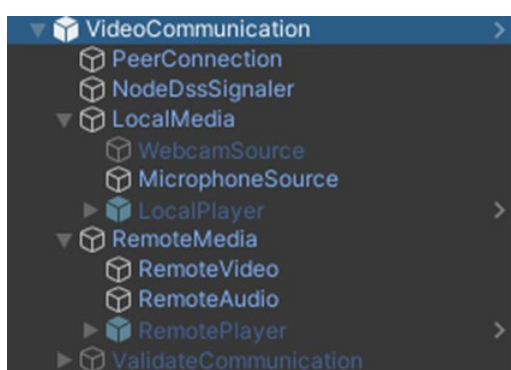 VideoCommunication
PeerConnection
NodeDssSignaler
LocalMedia
WebcamSource
MicrophoneSource
LocalPlayer
RemoteMedia
RemoteVideo
RemoteAudio
RemotePlayer
ValidateCommunication